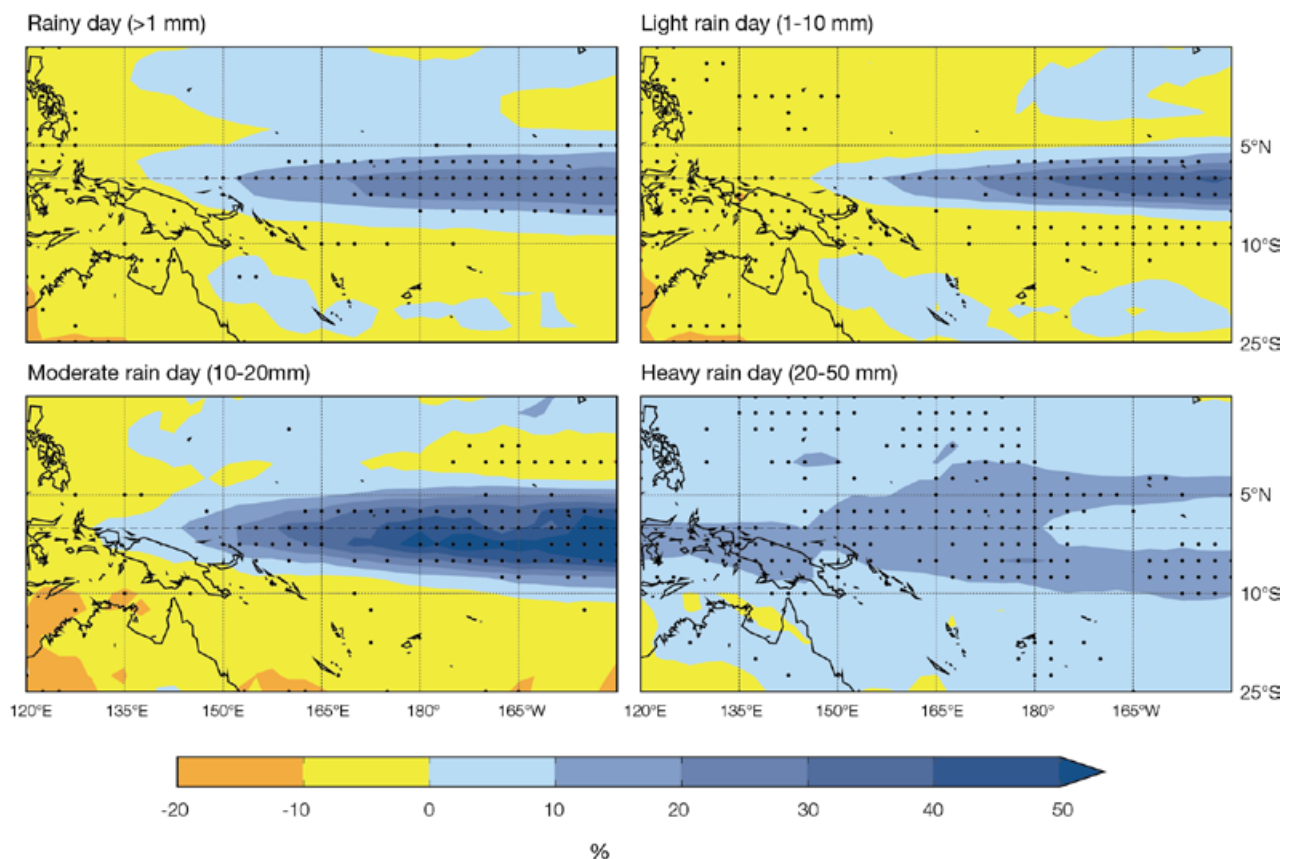 Rainy day (>1 mm)
Light rain day (1-10 mm)
5°N
10°S
25°S
Moderate rain day (10-20mm)
Heavy rain day (20-50 mm)
5°N
10°S
25°S
120°E 135°E 150°E 165°E 180° 165°W
120°E 135°E 150°E 165°E 180° 165°W
-20 -10 0 10 20 30 40 50
%